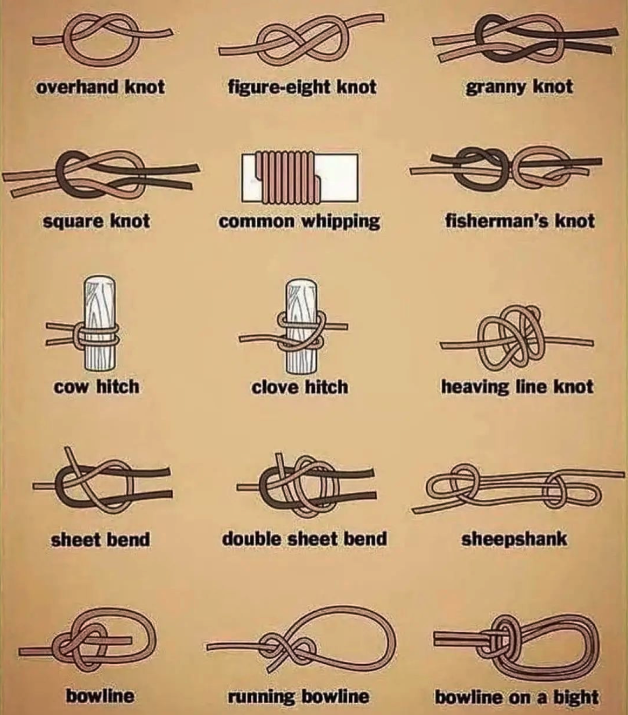 overhand knot
figure-eight knot
granny knot
square knot
common whipping
fisherman's knot
cow hitch
clove hitch
heaving line knot
sheet bend
double sheet bend
sheepshank
bowline
running bowline
bowline on a bight